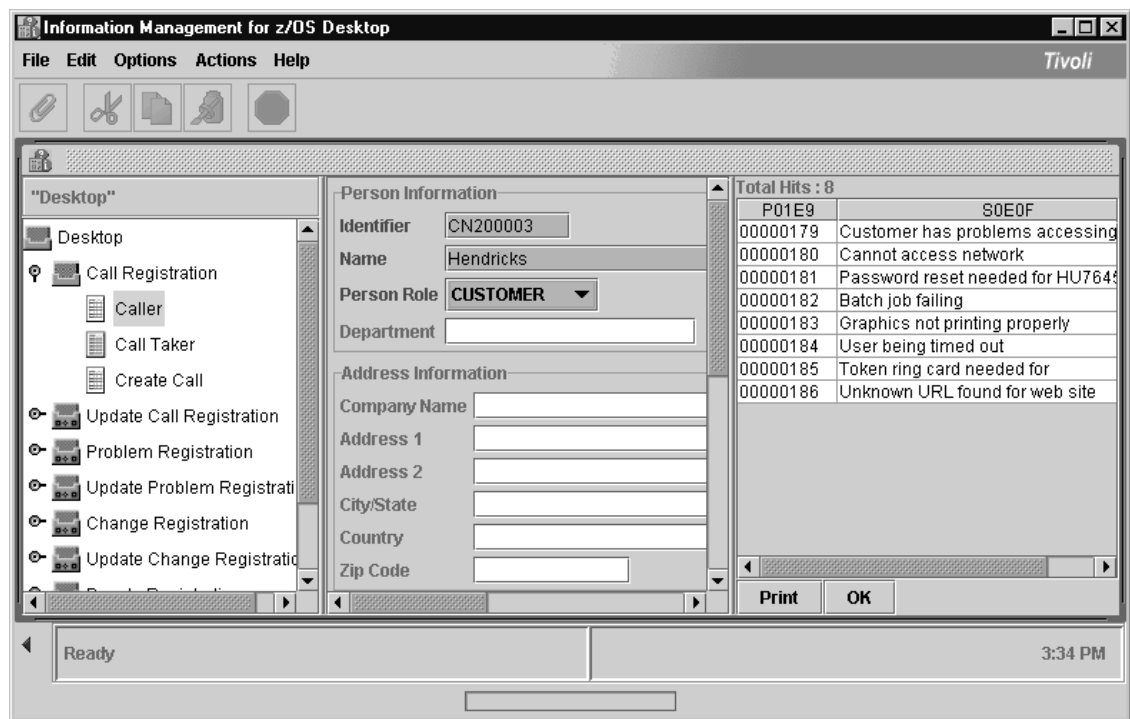 Information Management for z/OS Desktop
File Edit Options Actions Help
Tivoli
"Desktop"
Desktop
Call Registration
Caller
Call Taker
Create Call
Update Call Registration
Problem Registration
Update Problem Registrati
Change Registration
Update Change Registratio
Person Information
Identifier CN200003
Name Hendricks
Person Role CUSTOMER
Department
Address Information
Company Name
Address 1
Address 2
City/State
Country
Zip Code
Total Hits : 8
P01E9 S0E0F
00000179 Customer has problems accessing
00000180 Cannot access network
00000181 Password reset needed for HU7645
00000182 Batch job failing
00000183 Graphics not printing properly
00000184 User being timed out
00000185 Token ring card needed for
00000186 Unknown URL found for web site
Print OK
Ready
3:34 PM